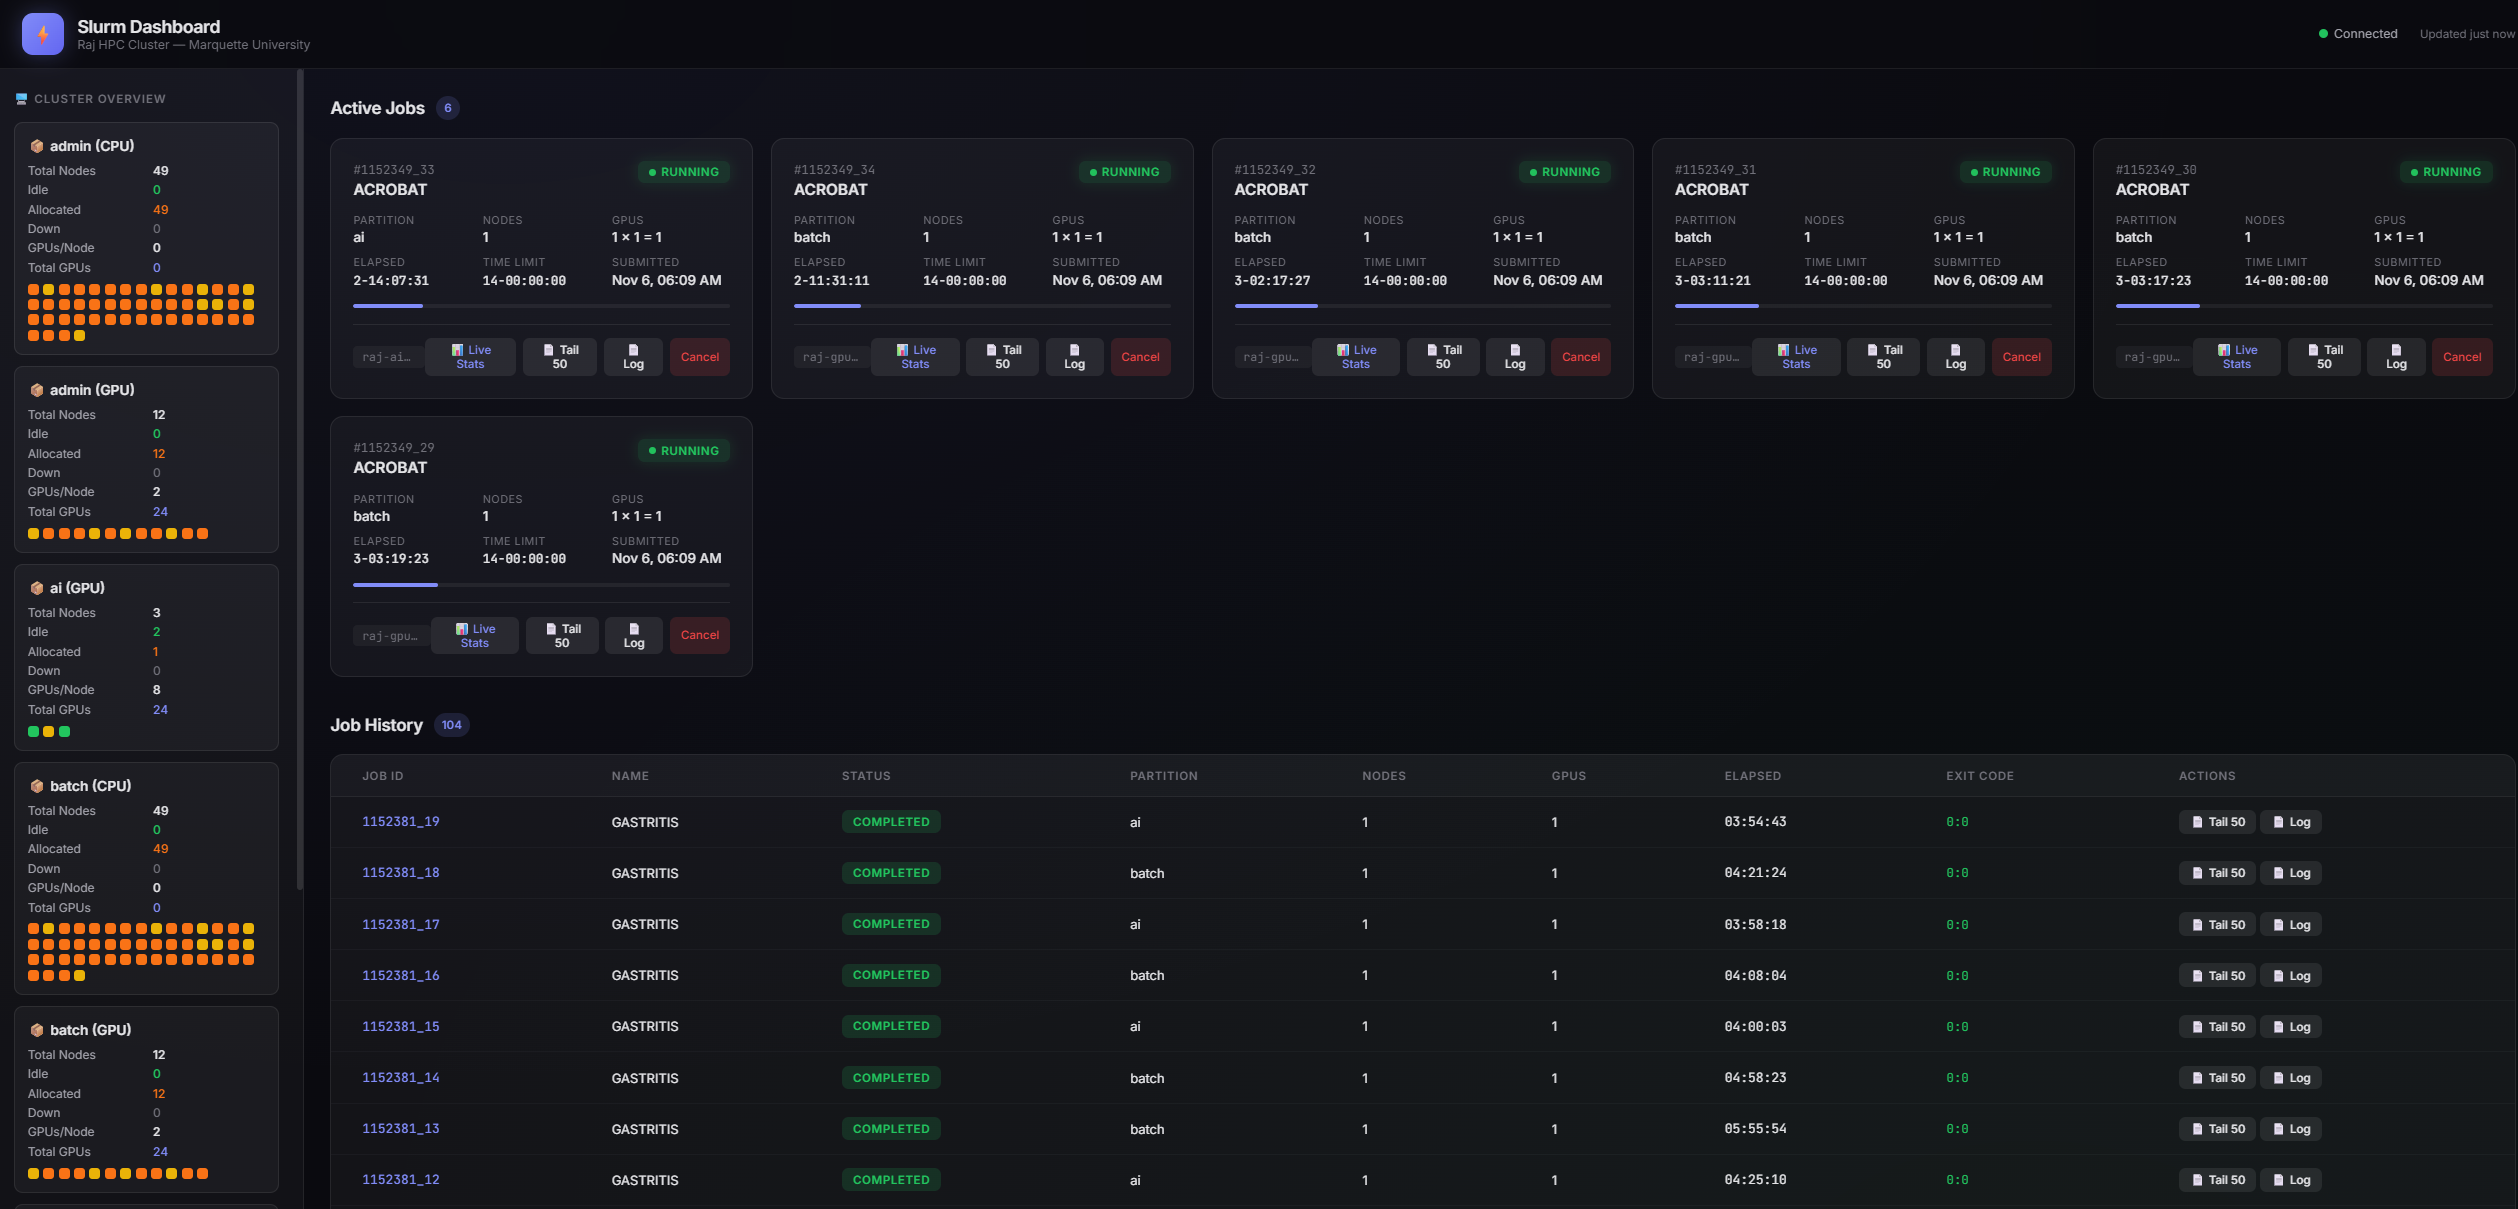 Slurm Dashboard
Raj HPC Cluster — Marquette University
Connected Updated just now
CLUSTER OVERVIEW
admin (CPU)
Total Nodes 49
Idle 0
Allocated 49
Down 0
GPUs/Node 0
Total GPUs 0
admin (GPU)
Total Nodes 12
Idle 0
Allocated 12
Down 0
GPUs/Node 2
Total GPUs 24
ai (GPU)
Total Nodes 3
Idle 2
Allocated 1
Down 0
GPUs/Node 8
Total GPUs 24
batch (CPU)
Total Nodes 49
Idle 0
Allocated 49
Down 0
GPUs/Node 0
Total GPUs 0
batch (GPU)
Total Nodes 12
Idle 0
Allocated 12
Down 0
GPUs/Node 2
Total GPUs 24
Active Jobs 6
#1152349_33
ACROBAT
RUNNING
PARTITION NODES GPUS
ai 1 1 × 1 = 1
ELAPSED TIME LIMIT SUBMITTED
2-14:07:31 14-00:00:00 Nov 6, 06:09 AM
raj-ai… Live Stats Tail 50 Log Cancel
#1152349_34
ACROBAT
RUNNING
PARTITION NODES GPUS
batch 1 1 × 1 = 1
ELAPSED TIME LIMIT SUBMITTED
2-11:31:11 14-00:00:00 Nov 6, 06:09 AM
raj-gpu… Live Stats Tail 50 Log Cancel
#1152349_32
ACROBAT
RUNNING
PARTITION NODES GPUS
batch 1 1 × 1 = 1
ELAPSED TIME LIMIT SUBMITTED
3-02:17:27 14-00:00:00 Nov 6, 06:09 AM
raj-gpu… Live Stats Tail 50 Log Cancel
#1152349_31
ACROBAT
RUNNING
PARTITION NODES GPUS
batch 1 1 × 1 = 1
ELAPSED TIME LIMIT SUBMITTED
3-03:11:21 14-00:00:00 Nov 6, 06:09 AM
raj-gpu… Live Stats Tail 50 Log Cancel
#1152349_30
ACROBAT
RUNNING
PARTITION NODES GPUS
batch 1 1 × 1 = 1
ELAPSED TIME LIMIT SUBMITTED
3-03:17:23 14-00:00:00 Nov 6, 06:09 AM
raj-gpu… Live Stats Tail 50 Log Cancel
#1152349_29
ACROBAT
RUNNING
PARTITION NODES GPUS
batch 1 1 × 1 = 1
ELAPSED TIME LIMIT SUBMITTED
3-03:19:23 14-00:00:00 Nov 6, 06:09 AM
raj-gpu… Live Stats Tail 50 Log Cancel
Job History 104
JOB ID NAME STATUS PARTITION NODES GPUS ELAPSED EXIT CODE ACTIONS
1152381_19 GASTRITIS COMPLETED ai 1 1 03:54:43 0:0 Tail 50 Log
1152381_18 GASTRITIS COMPLETED batch 1 1 04:21:24 0:0 Tail 50 Log
1152381_17 GASTRITIS COMPLETED ai 1 1 03:58:18 0:0 Tail 50 Log
1152381_16 GASTRITIS COMPLETED batch 1 1 04:08:04 0:0 Tail 50 Log
1152381_15 GASTRITIS COMPLETED ai 1 1 04:00:03 0:0 Tail 50 Log
1152381_14 GASTRITIS COMPLETED batch 1 1 04:58:23 0:0 Tail 50 Log
1152381_13 GASTRITIS COMPLETED batch 1 1 05:55:54 0:0 Tail 50 Log
1152381_12 GASTRITIS COMPLETED ai 1 1 04:25:10 0:0 Tail 50 Log